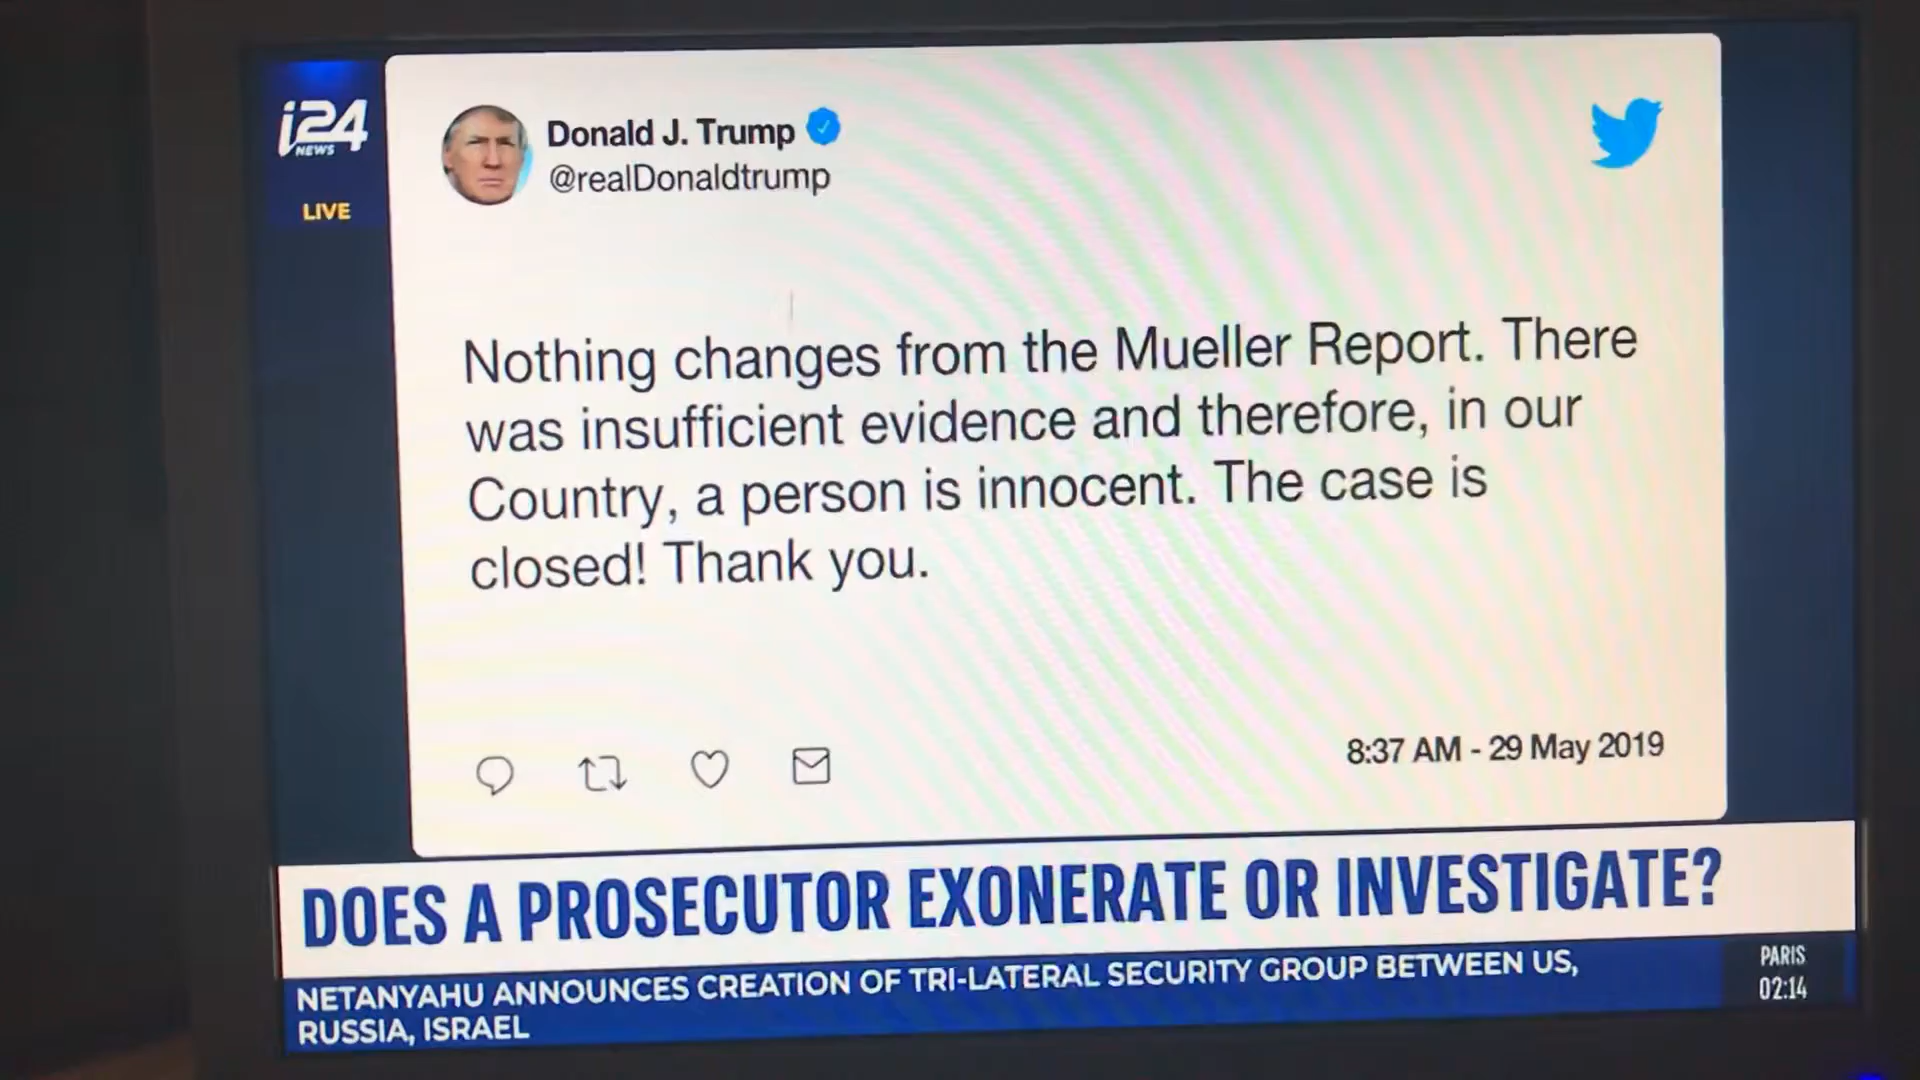 i24
NEWS
LIVE
Donald J. Trump
@realDonaldtrump
Nothing changes from the Mueller Report. There
was insufficient evidence and therefore, in our
Country, a person is innocent. The case is
closed! Thank you.
8:37 AM - 29 May 2019
DOES A PROSECUTOR EXONERATE OR INVESTIGATE?
NETANYAHU ANNOUNCES CREATION OF TRI-LATERAL SECURITY GROUP BETWEEN US,
RUSSIA, ISRAEL
PARIS
02:14